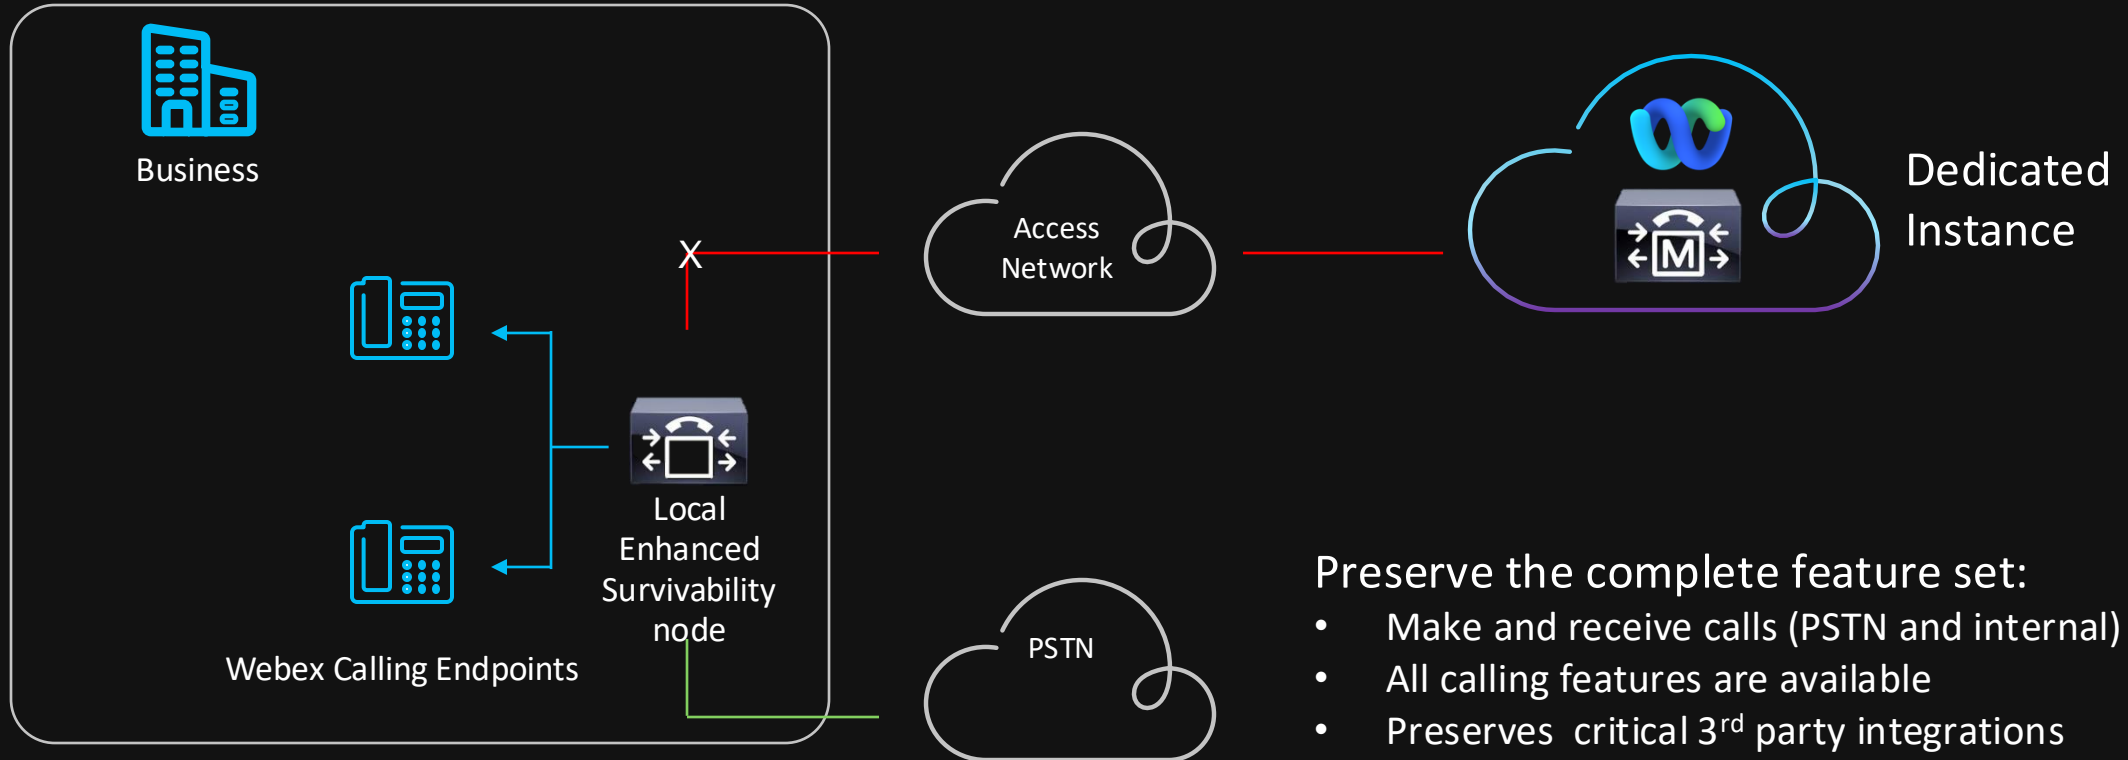 Business
X
Access
Network
Dedicated
Instance
M
Local
Enhanced
Survivability
node
Webex Calling Endpoints
PSTN
Preserve the complete feature set:
• Make and receive calls (PSTN and internal)
• All calling features are available
• Preserves critical 3rd party integrations